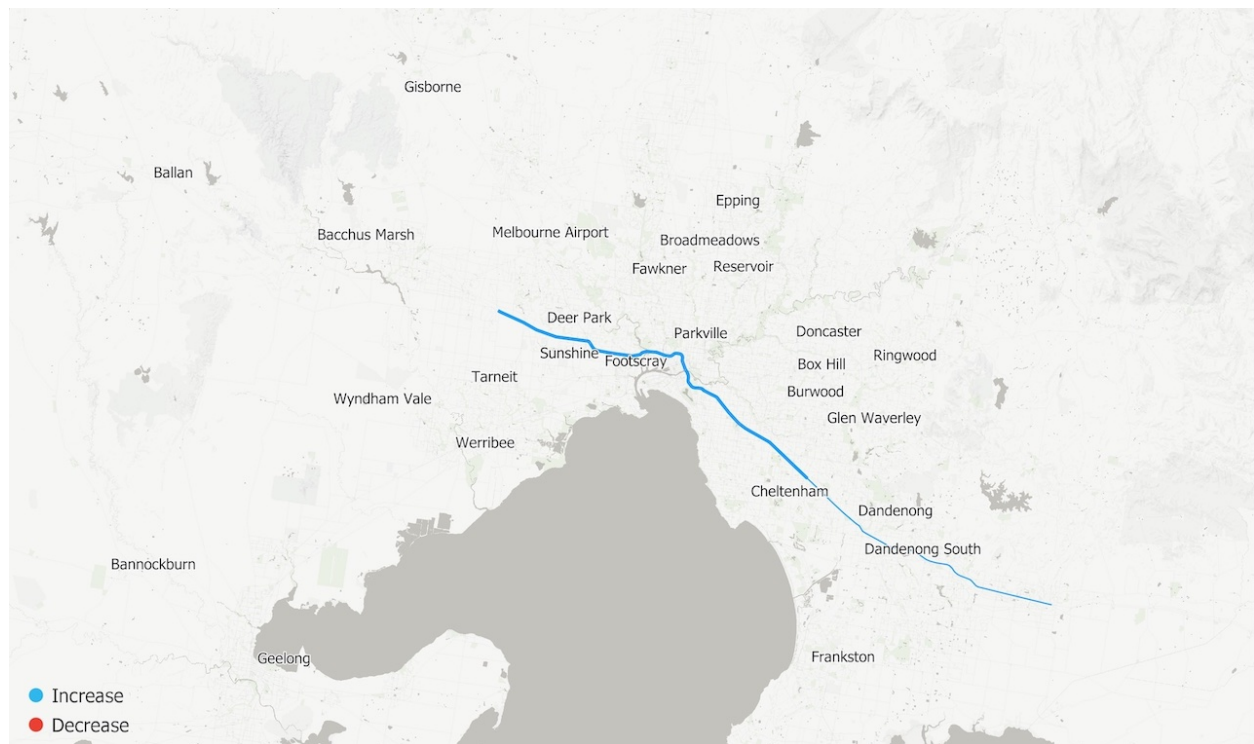 Gisborne
Ballan
Epping
Bacchus Marsh
Melbourne Airport
Broadmeadows
Fawkner
Reservoir
Deer Park
Parkville
Doncaster
Sunshine
Footscray
Ringwood
Box Hill
Tarneit
Burwood
Wyndham Vale
Glen Waverley
Werribee
Cheltenham
Dandenong
Dandenong South
Bannockburn
Geelong
Frankston
Increase
Decrease